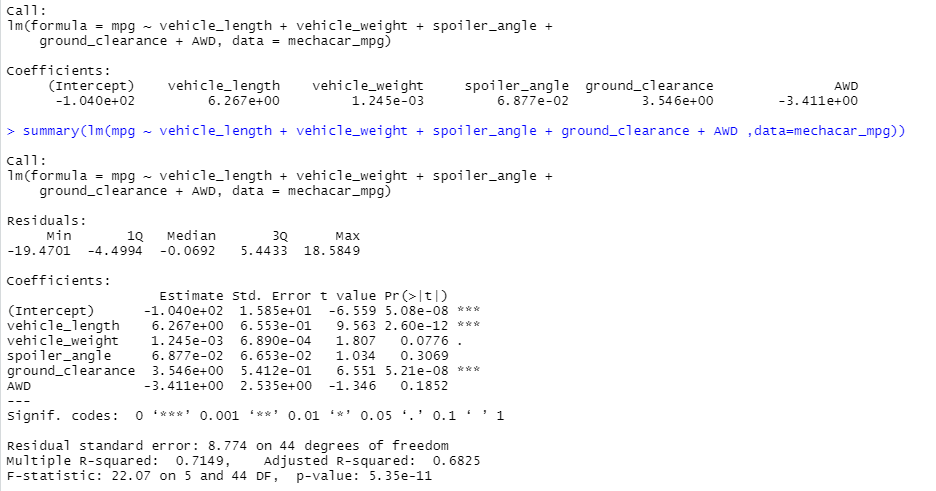 Call:
lm(formula = mpg ~ vehicle_length + vehicle_weight + spoiler_angle +
    ground_clearance + AWD, data = mechacar_mpg)

Coefficients:
     (Intercept)    vehicle_length    vehicle_weight     spoiler_angle  ground_clearance               AWD
      -1.040e+02         6.267e+00         1.245e-03         6.877e-02         3.546e+00        -3.411e+00

> summary(lm(mpg ~ vehicle_length + vehicle_weight + spoiler_angle + ground_clearance + AWD ,data=mechacar_mpg))

Call:
lm(formula = mpg ~ vehicle_length + vehicle_weight + spoiler_angle +
    ground_clearance + AWD, data = mechacar_mpg)

Residuals:
     Min       1Q   Median       3Q      Max
-19.4701  -4.4994  -0.0692   5.4433  18.5849

Coefficients:
                   Estimate Std. Error t value Pr(>|t|)
(Intercept)      -1.040e+02  1.585e+01  -6.559 5.08e-08 ***
vehicle_length    6.267e+00  6.553e-01   9.563 2.60e-12 ***
vehicle_weight    1.245e-03  6.890e-04   1.807   0.0776 .
spoiler_angle     6.877e-02  6.653e-02   1.034   0.3069
ground_clearance  3.546e+00  5.412e-01   6.551 5.21e-08 ***
AWD              -3.411e+00  2.535e+00  -1.346   0.1852
---
Signif. codes:  0 ‘***’ 0.001 ‘**’ 0.01 ‘*’ 0.05 ‘.’ 0.1 ‘ ’ 1

Residual standard error: 8.774 on 44 degrees of freedom
Multiple R-squared:  0.7149,    Adjusted R-squared:  0.6825
F-statistic: 22.07 on 5 and 44 DF,  p-value: 5.35e-11